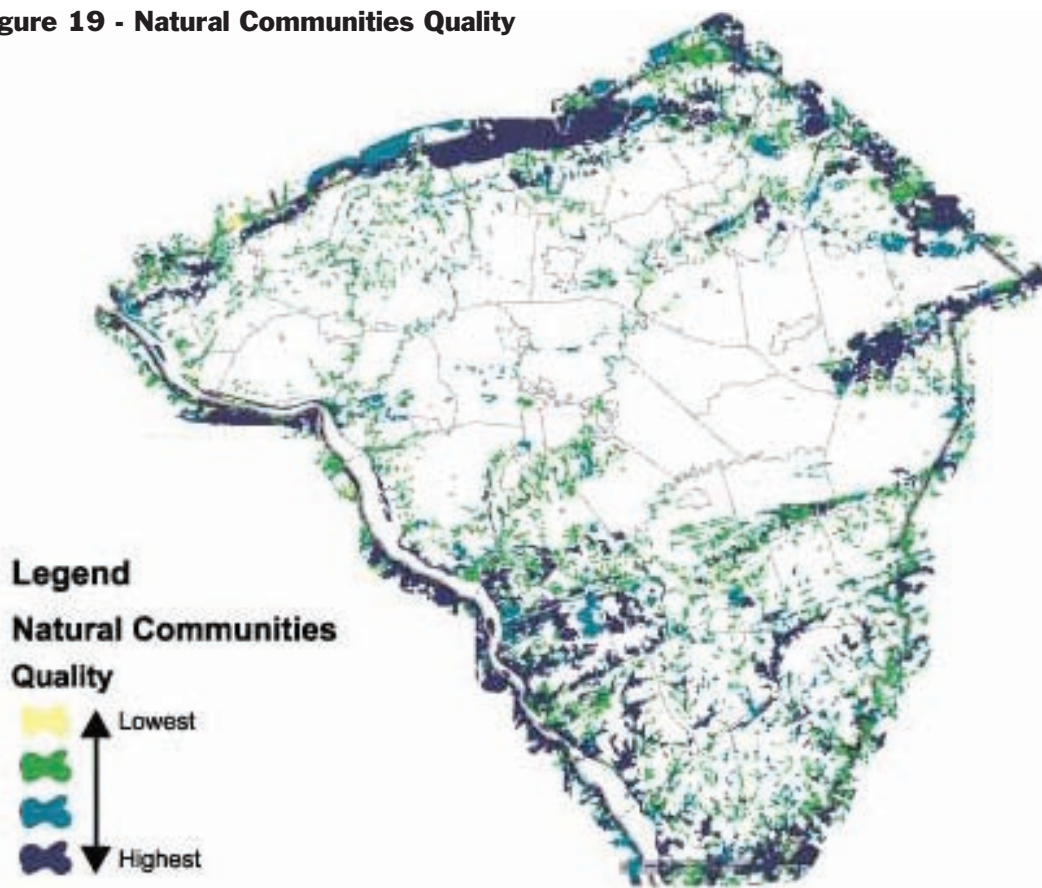 gure 19 - Natural Communities Quality
Legend
Natural Communities
Quality
Lowest
Highest